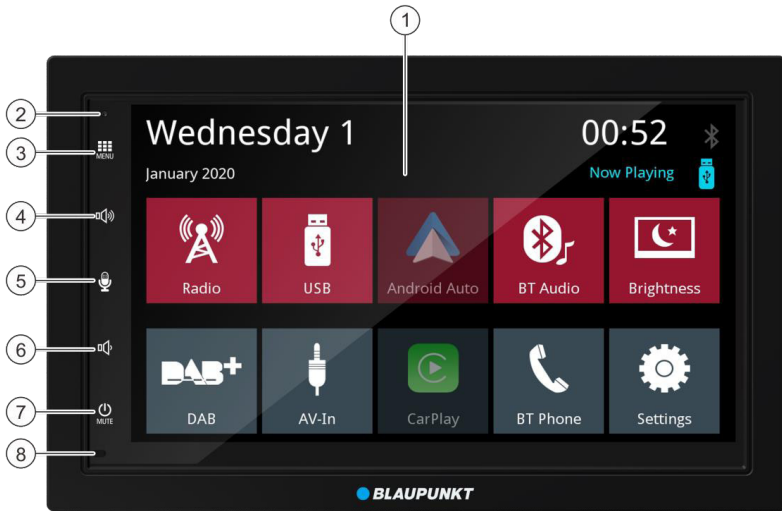 1
2
Wednesday 1
00:52
3
MENU
January 2020
Now Playing
4
5
Radio
USB
Android Auto
BT Audio
Brightness
6
DAB+
7
MUTE
DAB
AV-In
CarPlay
BT Phone
Settings
8
BLAUPUNKT